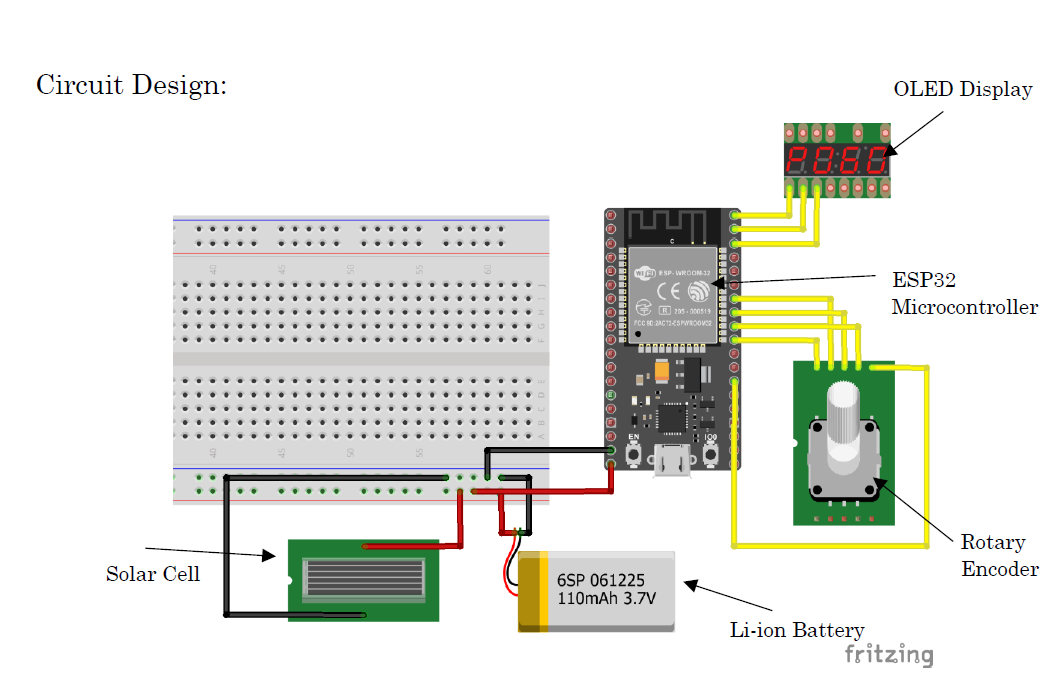 Circuit Design:
OLED Display
ESP32
Microcontroller
Rotary
Encoder
Solar Cell
Li-ion Battery
6SP 061225
110mAh 3.7V
ESP-WROOM-32
EN
IO0
40
45
50
55
60
40
45
50
55
fritzing